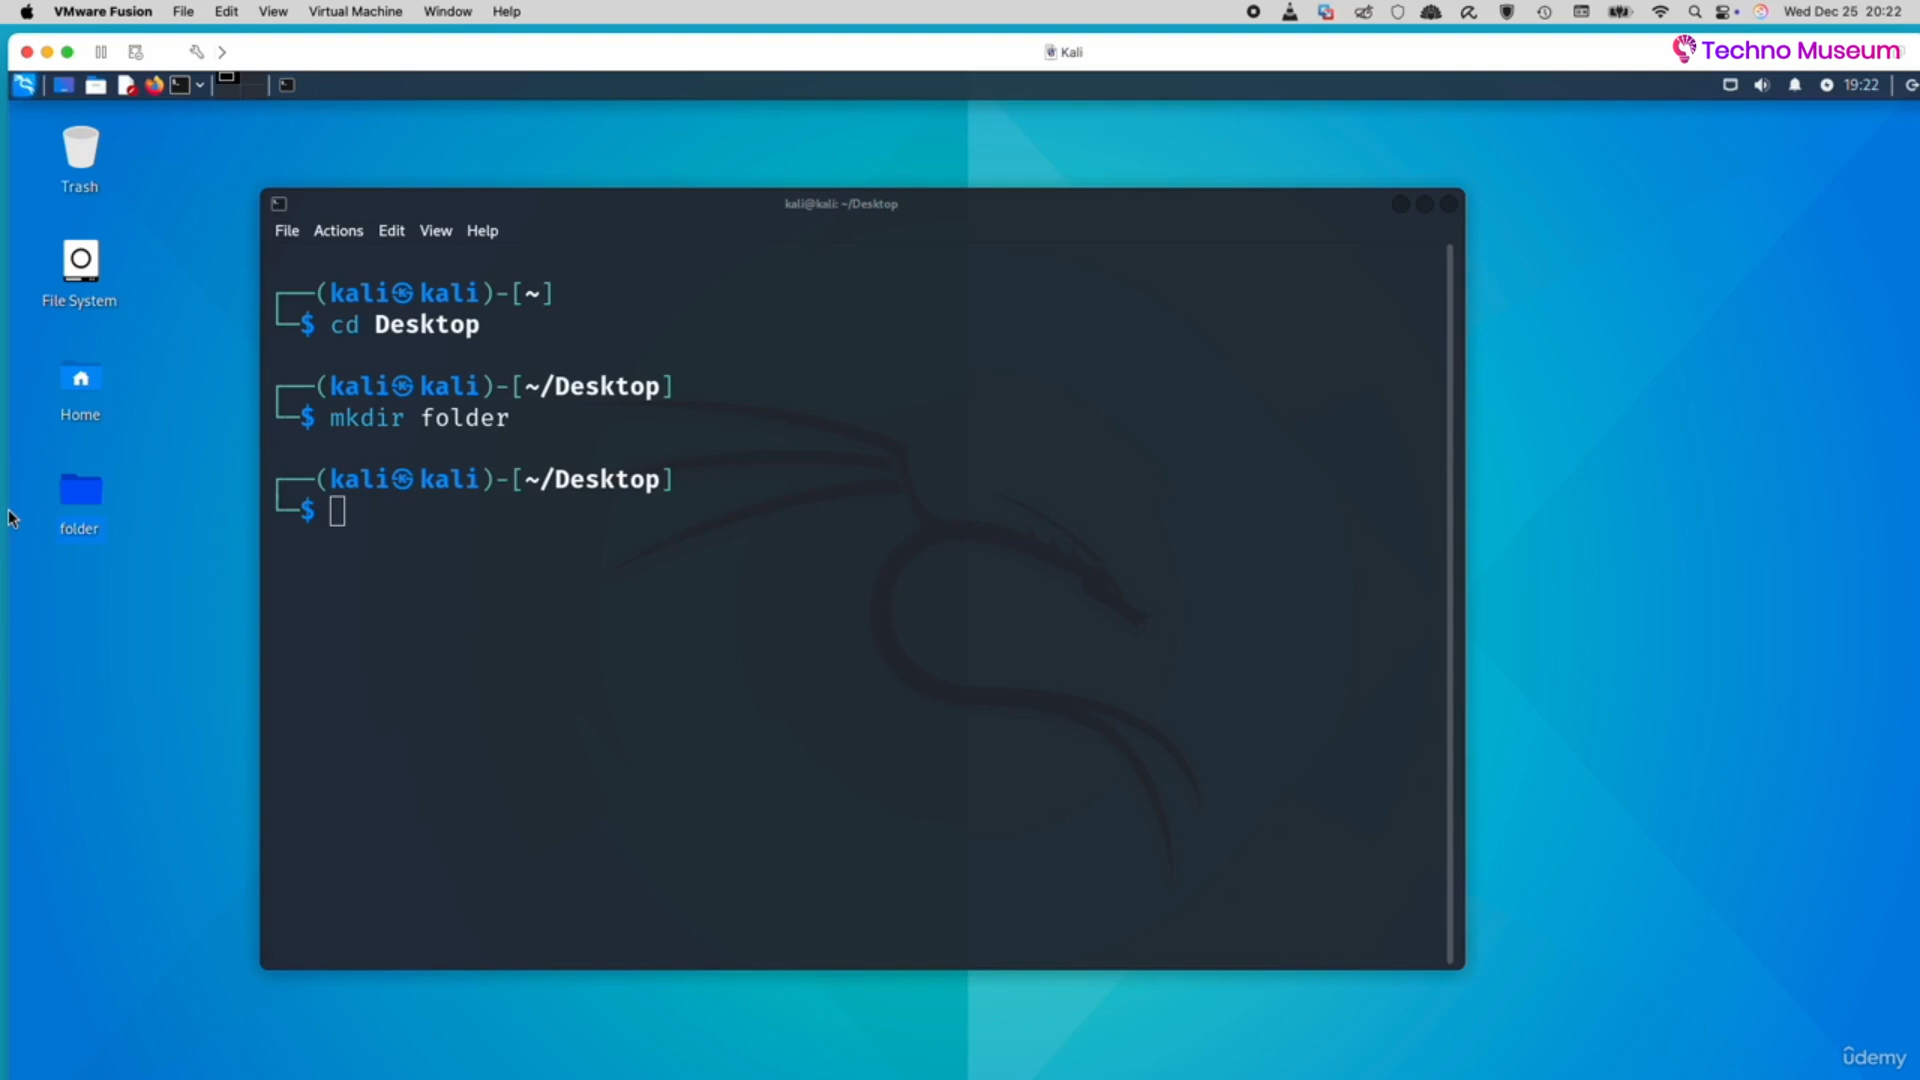 VMware Fusion File Edit View Virtual Machine Window Help Wed Dec 25 20:22
Kali
Techno Museum
19:22
Trash
File System
Home
folder
kali@kali: ~/Desktop
File Actions Edit View Help
(kali㉿kali)-[~]
$ cd Desktop
(kali㉿kali)-[~/Desktop]
$ mkdir folder
(kali㉿kali)-[~/Desktop]
$
ûdemy